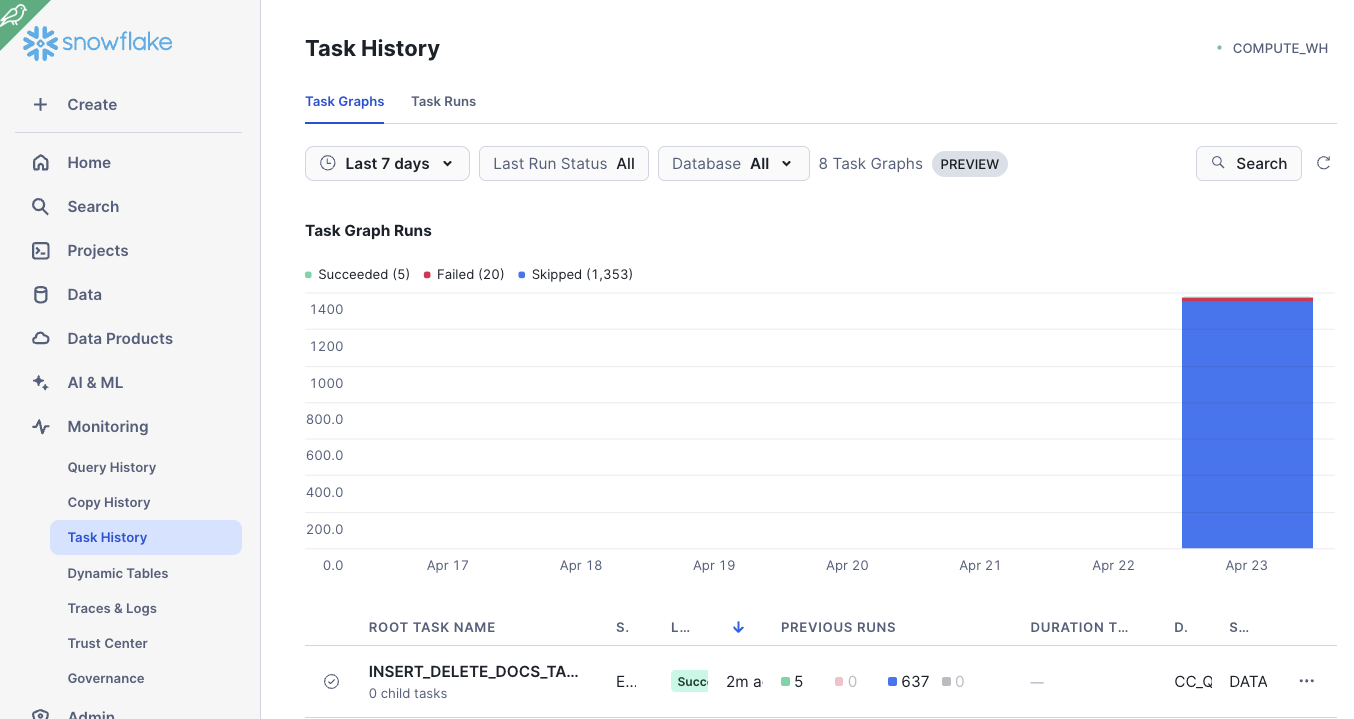 snowflake
Create
Home
Search
Projects
Data
Data Products
AI & ML
Monitoring
Query History
Copy History
Task History
Dynamic Tables
Traces & Logs
Trust Center
Governance
Admin
Task History
COMPUTE_WH
Task Graphs Task Runs
Last 7 days Last Run Status All Database All 8 Task Graphs PREVIEW Search
Task Graph Runs
Succeeded (5) Failed (20) Skipped (1,353)
1400
1200
1000
800.0
600.0
400.0
200.0
0.0 Apr 17 Apr 18 Apr 19 Apr 20 Apr 21 Apr 22 Apr 23
ROOT TASK NAME S. L... PREVIOUS RUNS DURATION T... D. S...
INSERT_DELETE_DOCS_TA... E... Succ 2m a 5 0 637 0 — CC_Q DATA ...
0 child tasks